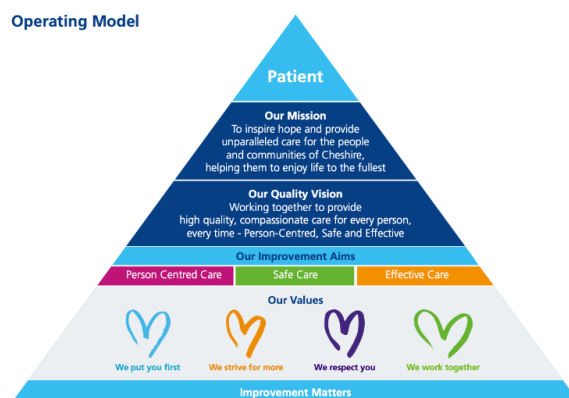 Operating Model
Patient
Our Mission
To inspire hope and provide
unparalleled care for the people
and communities of Cheshire,
helping them to enjoy life to the fullest
Our Quality Vision
Working together to provide
high quality, compassionate care for every person,
every time - Person-Centred, Safe and Effective
Our Improvement Aims
Person Centred Care
Safe Care
Effective Care
Our Values
We put you first
We strive for more
We respect you
We work together
Improvement Matters